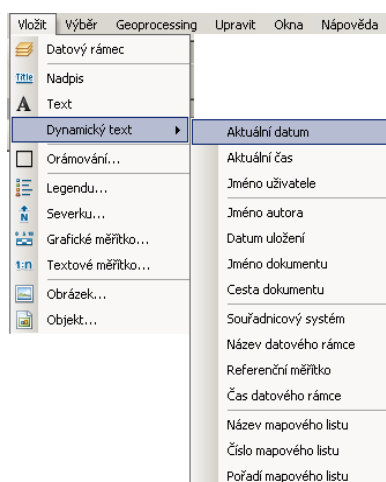 Vložit Výběr Geoprocessing Upravit Okna Nápověda
Datový rámec
Title Nadpis
A Text
Dynamický text
Orámování...
Legendu...
N Severku...
Grafické měřítko...
1:n Textové měřítko...
Obrázek...
Objekt...
Aktuální datum
Aktuální čas
Jméno uživatele
Jméno autora
Datum uložení
Jméno dokumentu
Cesta dokumentu
Souřadnicový systém
Název datového rámce
Referenční měřítko
Čas datového rámce
Název mapového listu
Číslo mapového listu
Pořadí mapového listu